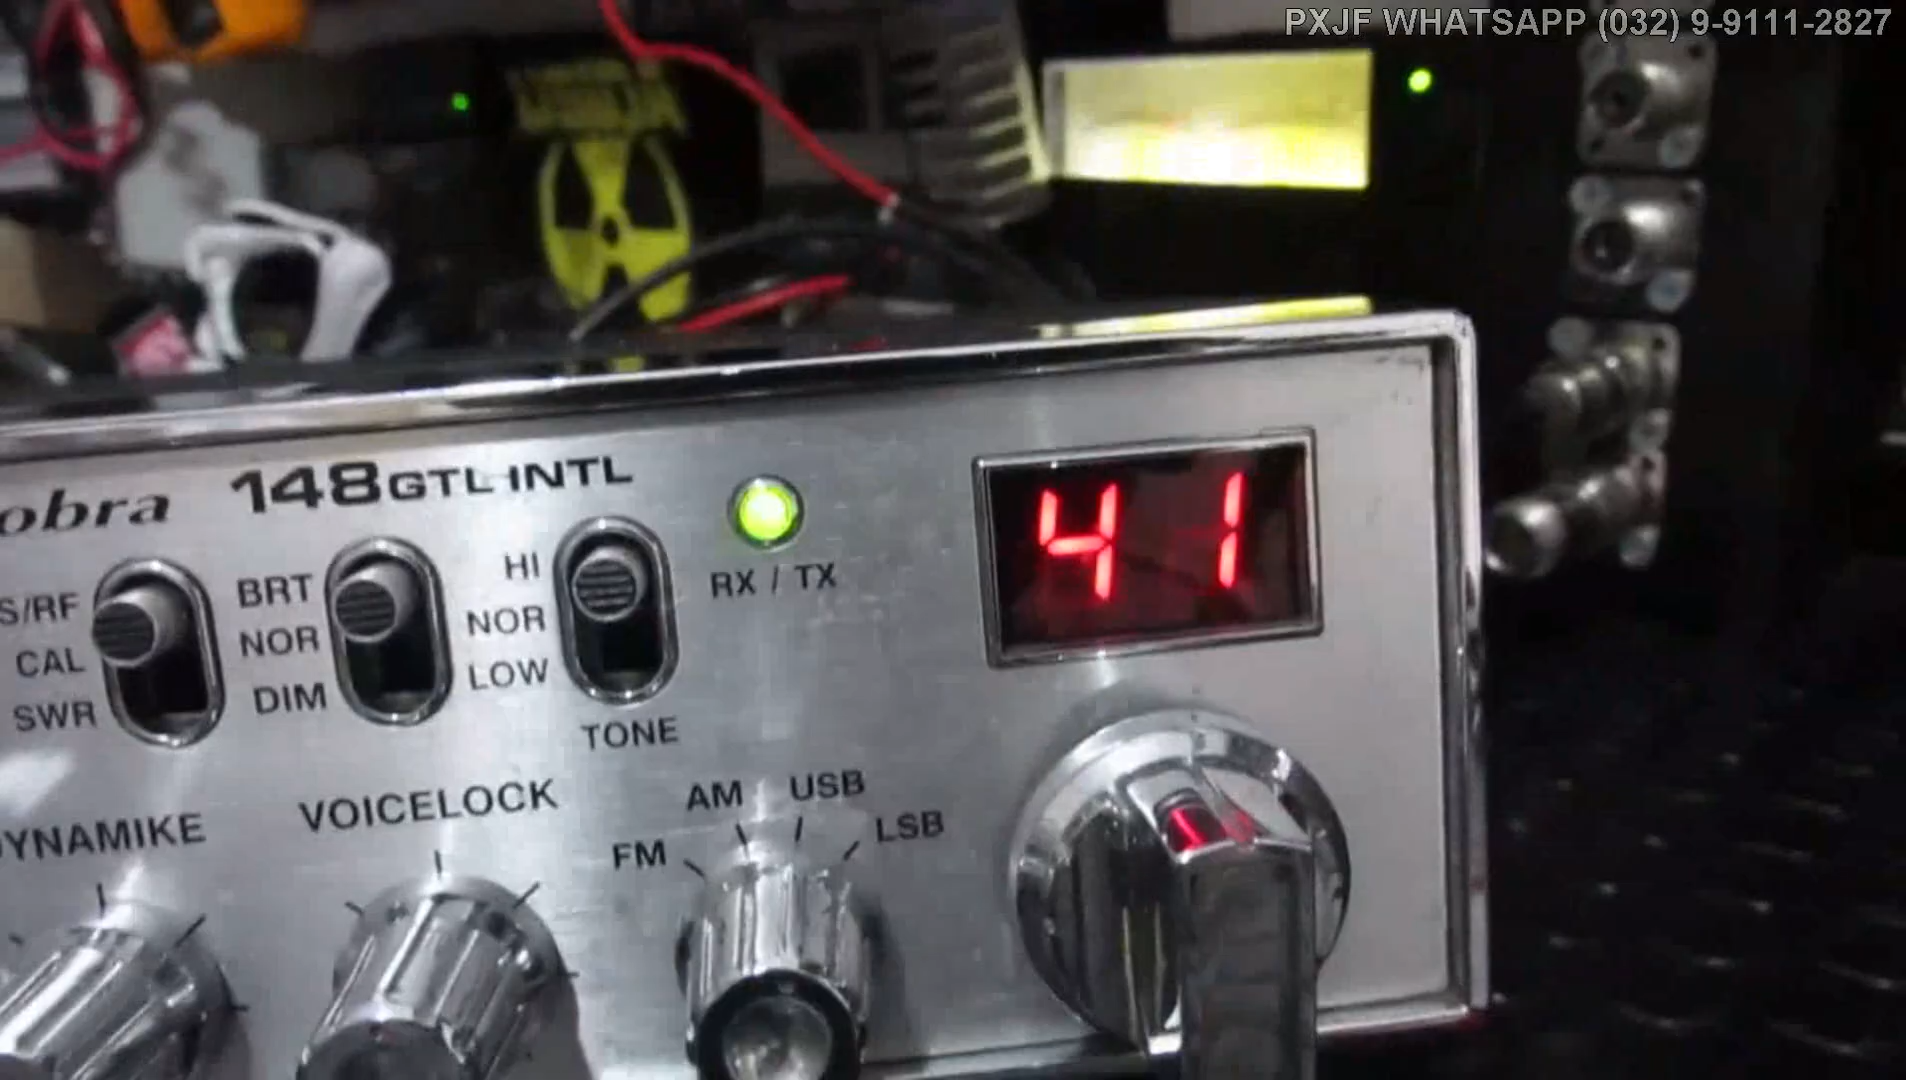 PXJF WHATSAPP (032) 9-9111-2827
obra 148GTL INTL
S/RF
CAL
SWR
BRT
NOR
DIM
HI
NOR
LOW
TONE
RX / TX
41
DYNAMIKE
VOICELOCK
FM
AM
USB
LSB